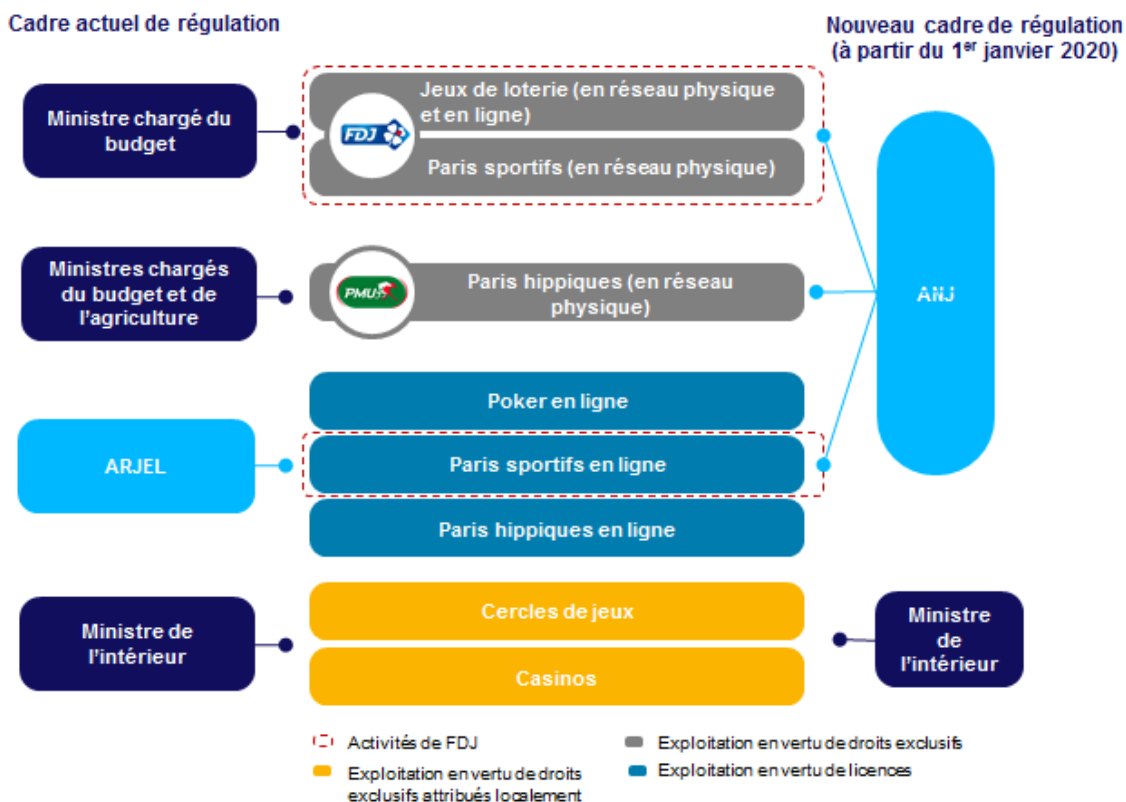 Cadre actuel de régulation
Nouveau cadre de régulation
(à partir du 1er janvier 2020)
Ministre chargé du
budget
FDJ
Jeux de loterie (en réseau physique
et en ligne)
Paris sportifs (en réseau physique)
Ministres chargés
du budget et de
l'agriculture
PMU
Paris hippiques (en réseau
physique)
ANJ
Poker en ligne
ARJEL
Paris sportifs en ligne
Paris hippiques en ligne
Ministre de
l'intérieur
Cercles de jeux
Casinos
Ministre
de
l'intérieur
Activités de FDJ
Exploitation en vertu de droits exclusifs
Exploitation en vertu de droits
exclusifs attribués localement
Exploitation en vertu de licences